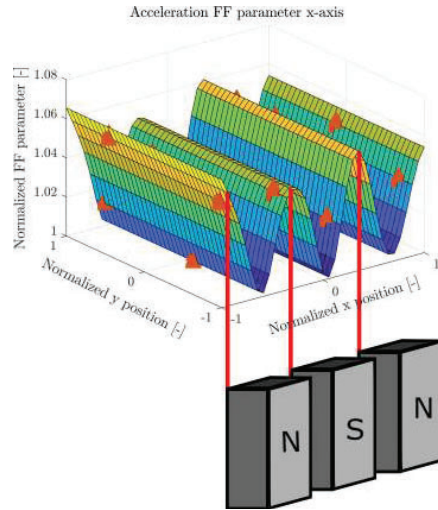 Acceleration FF parameter x-axis
Normalized FF parameter [-]
1.08
1.06
1.04
1.02
1
1
0
-1
Normalized y position [-]
-1
0
1
Normalized x position [-]
N
S
N